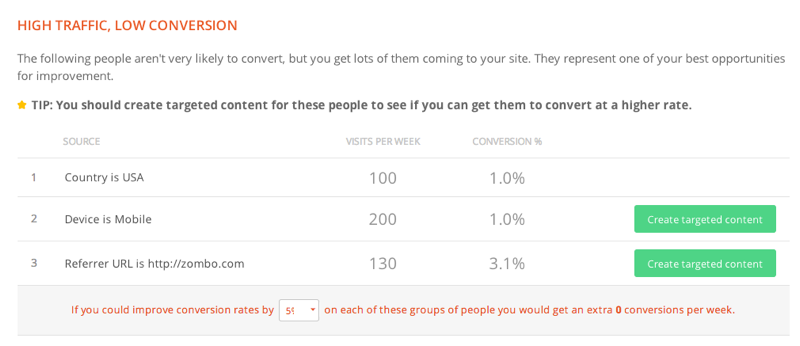 HIGH TRAFFIC, LOW CONVERSION
The following people aren't very likely to convert, but you get lots of them coming to your site. They represent one of your best opportunities
for improvement.
TIP: You should create targeted content for these people to see if you can get them to convert at a higher rate.
SOURCE VISITS PER WEEK CONVERSION %
1 Country is USA 100 1.0%
2 Device is Mobile 200 1.0% Create targeted content
3 Referrer URL is http://zombo.com 130 3.1% Create targeted content
If you could improve conversion rates by 5% on each of these groups of people you would get an extra 0 conversions per week.